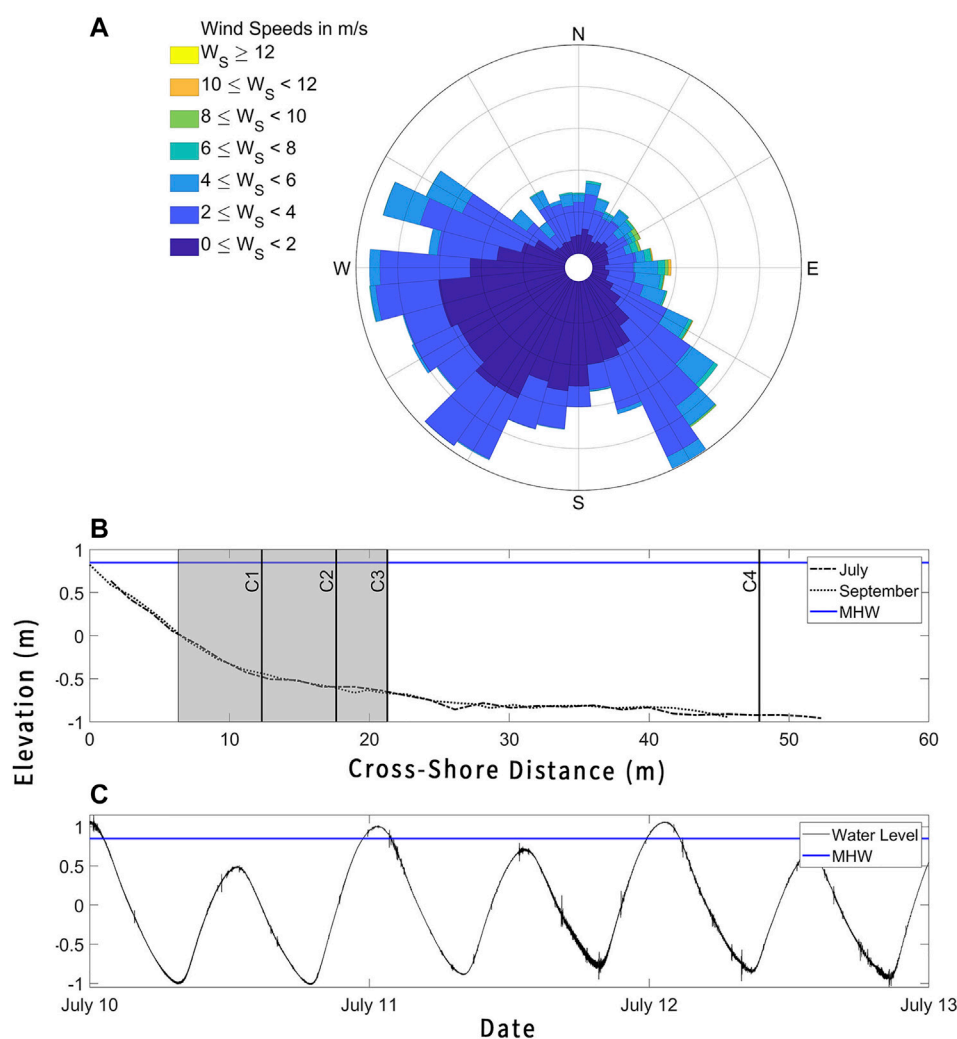 A
Wind Speeds in m/s
W_S ≥ 12
10 ≤ W_S < 12
8 ≤ W_S < 10
6 ≤ W_S < 8
4 ≤ W_S < 6
2 ≤ W_S < 4
0 ≤ W_S < 2
N
W
E
S
B
1
0.5
0
-0.5
-1
C1
C2
C3
C4
July
September
MHW
0 10 20 30 40 50 60
Cross-Shore Distance (m)
Elevation (m)
C
1
0.5
0
-0.5
-1
Water Level
MHW
July 10 July 11 July 12 July 13
Date